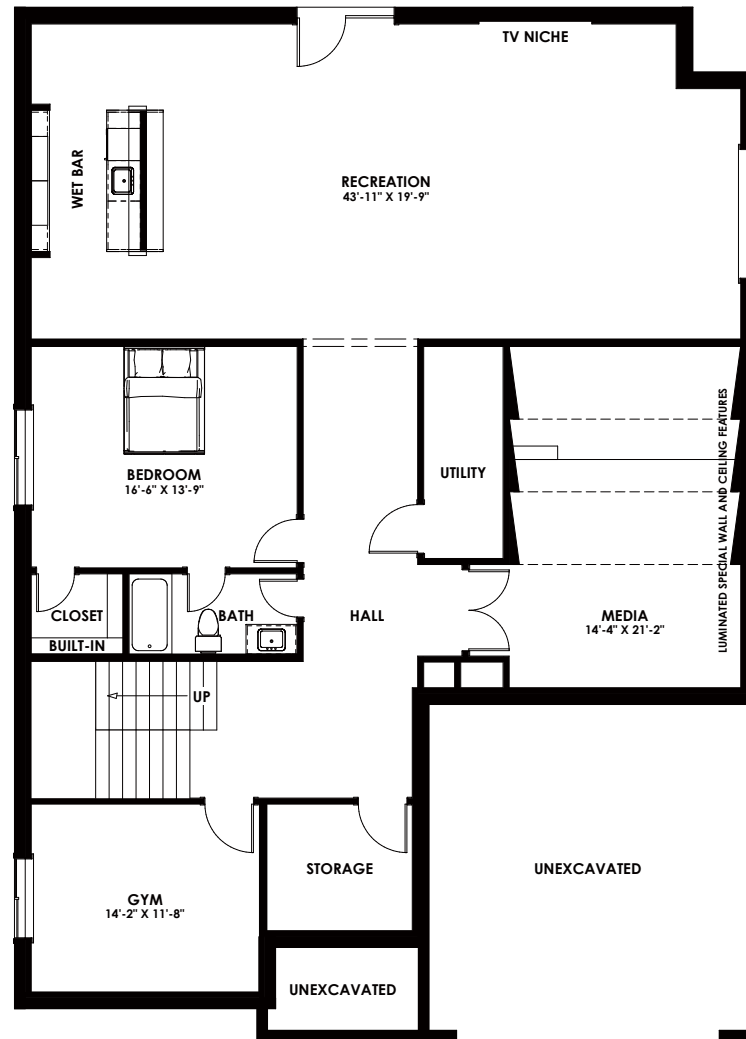 TV NICHE
WET BAR
RECREATION
43'-11" X 19'-9"
BEDROOM
16'-6" X 13'-9"
UTILITY
LUMINATED SPECIAL WALL AND CEILING FEATURES
CLOSET
BUILT-IN
BATH
HALL
MEDIA
14'-4" X 21'-2"
UP
STORAGE
UNEXCAVATED
GYM
14'-2" X 11'-8"
UNEXCAVATED